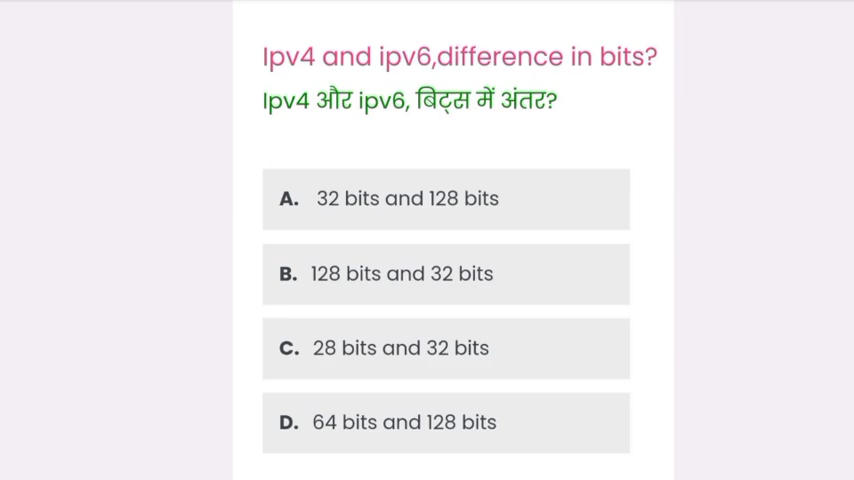 Ipv4 and ipv6,difference in bits?
Ipv4 और ipv6, बिट्स में अंतर?
A. 32 bits and 128 bits
B. 128 bits and 32 bits
C. 28 bits and 32 bits
D. 64 bits and 128 bits